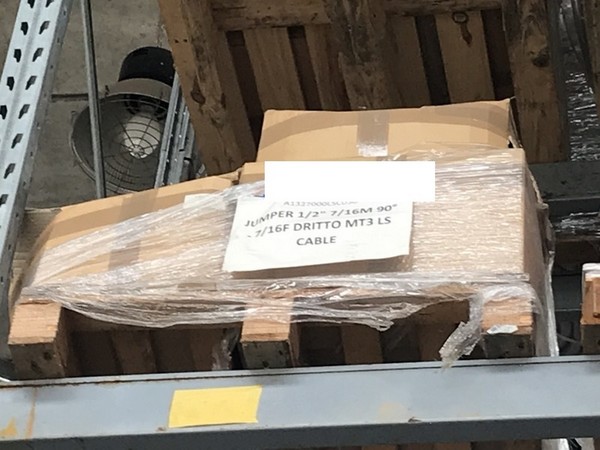 JUMPER 1/2" 7/16M 90°
- 7/16F DRITTO MT3 LS
CABLE